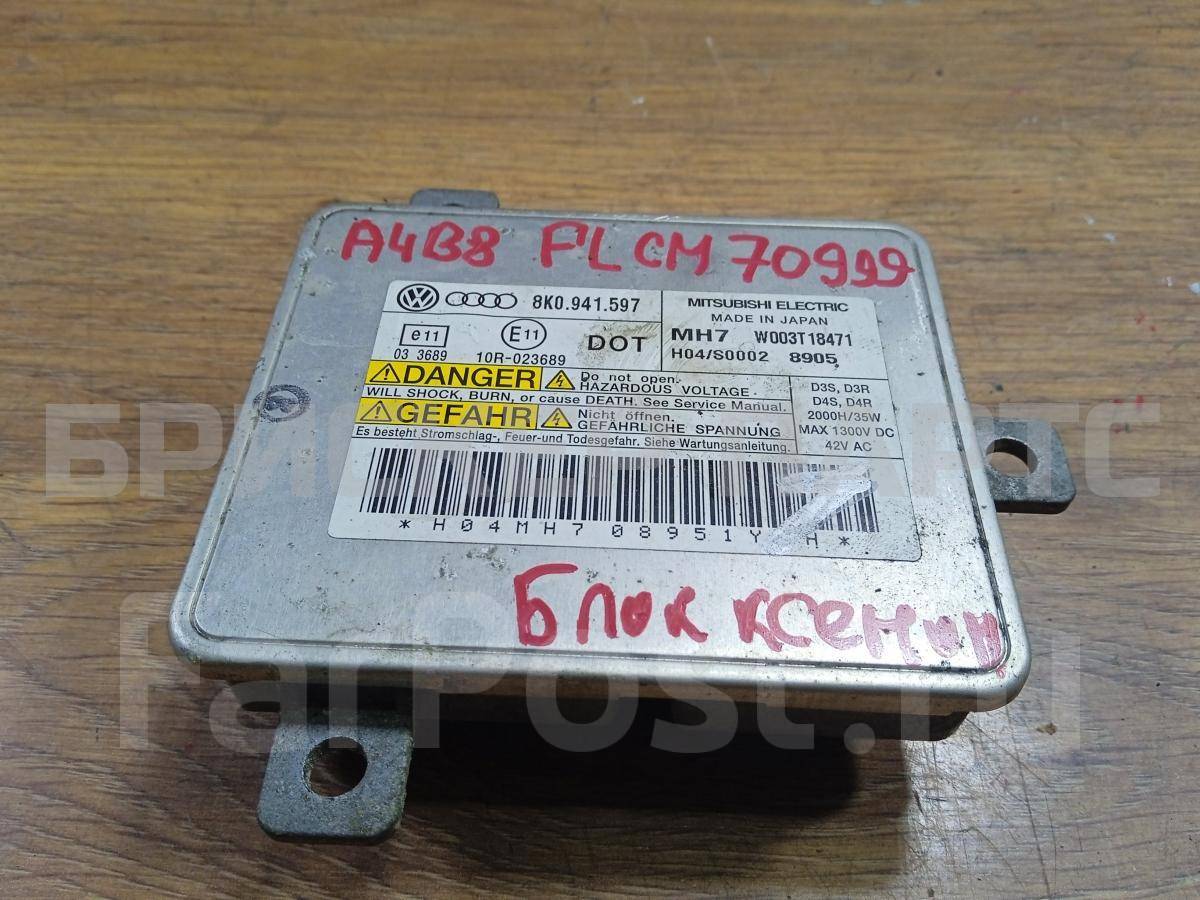 A4B8 FL CM 70999
8K0.941.597
MITSUBISHI ELECTRIC
MADE IN JAPAN
e11
E11
DOT
MH7 W003T18471
03 3689
10R-023689
H04/S0002 8905
DANGER
Do not open.
HAZARDOUS VOLTAGE
WILL SHOCK, BURN, or cause DEATH. See Service Manual.
GEFAHR
Nicht öffnen.
GEFÄHRLICHE SPANNUNG
Es besteht Stromschlag-, Feuer-und Todesgefahr. Siehe Wartungsanleitung.
D3S, D3R
D4S, D4R
2000H/35W
MAX 1300V DC
42V AC
*H04MH708951Y H*
Блок ксенон
FarPost.ru